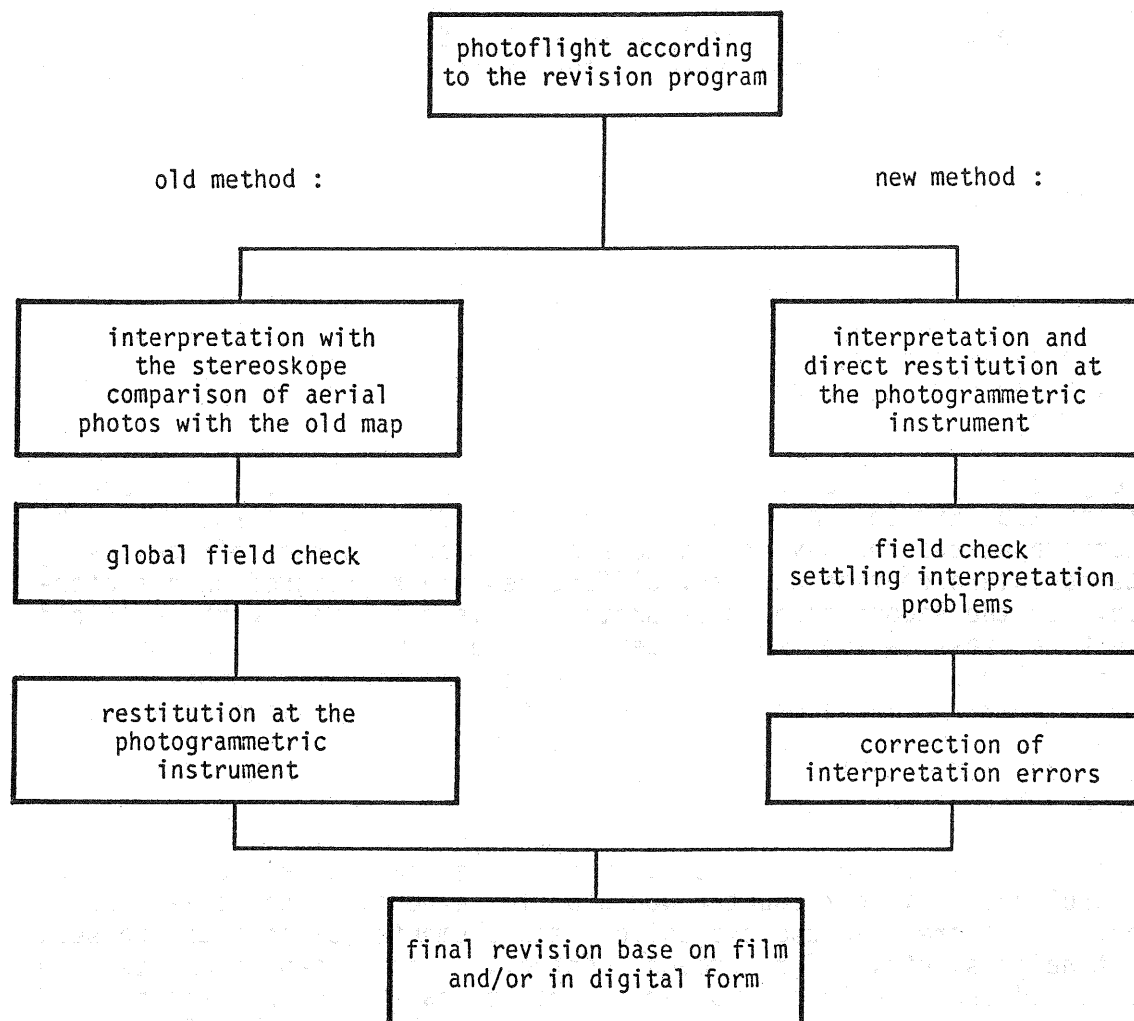 photoflight according
to the revision program
old method :
new method :
interpretation with
the stereoskope
comparison of aerial
photos with the old map
interpretation and
direct restitution at
the photogrammetric
instrument
global field check
field check
settling interpretation
problems
restitution at the
photogrammetric
instrument
correction of
interpretation errors
final revision base on film
and/or in digital form